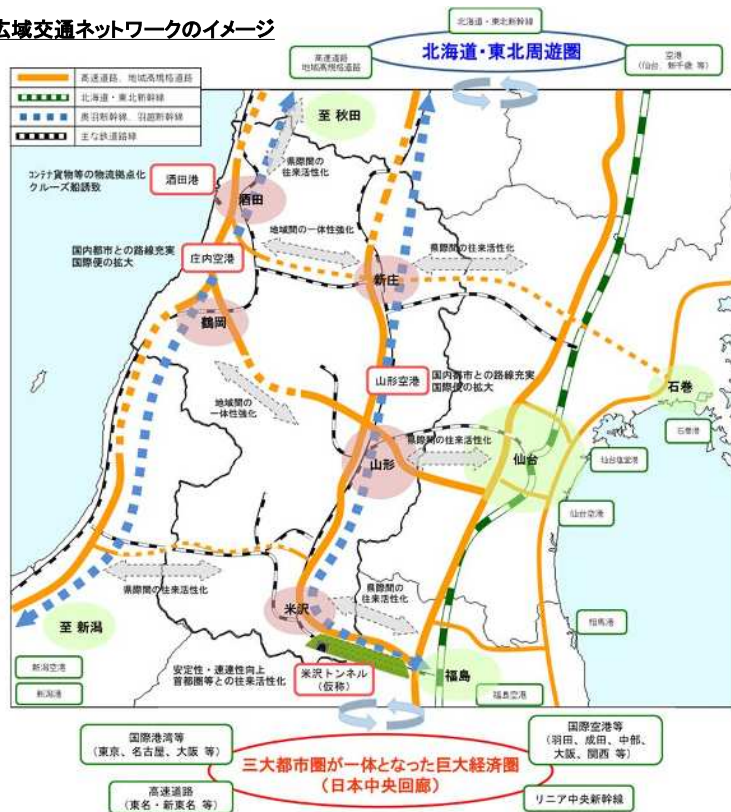 広域交通ネットワークのイメージ
北海道・東北新幹線
高速道路
地域高規格道路
北海道・東北周遊圏
空港
(仙台、新千歳 等)
高速道路、地域高規格道路
北海道・東北新幹線
奥羽新幹線、羽越新幹線
主な鉄道路線
至 秋田
県際間の
往来活性化
コンテナ貨物等の物流拠点化
クルーズ船誘致
酒田港
酒田
地域間の一体性強化
国内都市との路線充実
国際便の拡大
庄内空港
県際間の往来活性化
新庄
鶴岡
山形空港
国内都市との路線充実
国際便の拡大
石巻
地域間の
一体性強化
石巻港
県際間の往来活性化
山形
仙台
仙台塩釜港
仙台空港
県際間の往来活性化
県際間の
往来活性化
米沢
相馬港
至 新潟
新潟空港
新潟港
安定性・速達性向上
首都圏等との往来活性化
米沢トンネル
(仮称)
福島
福島空港
国際港湾等
(東京、名古屋、大阪 等)
国際空港等
(羽田、成田、中部、
大阪、関西 等)
三大都市圏が一体となった巨大経済圏
(日本中央回廊)
高速道路
(東名・新東名 等)
リニア中央新幹線